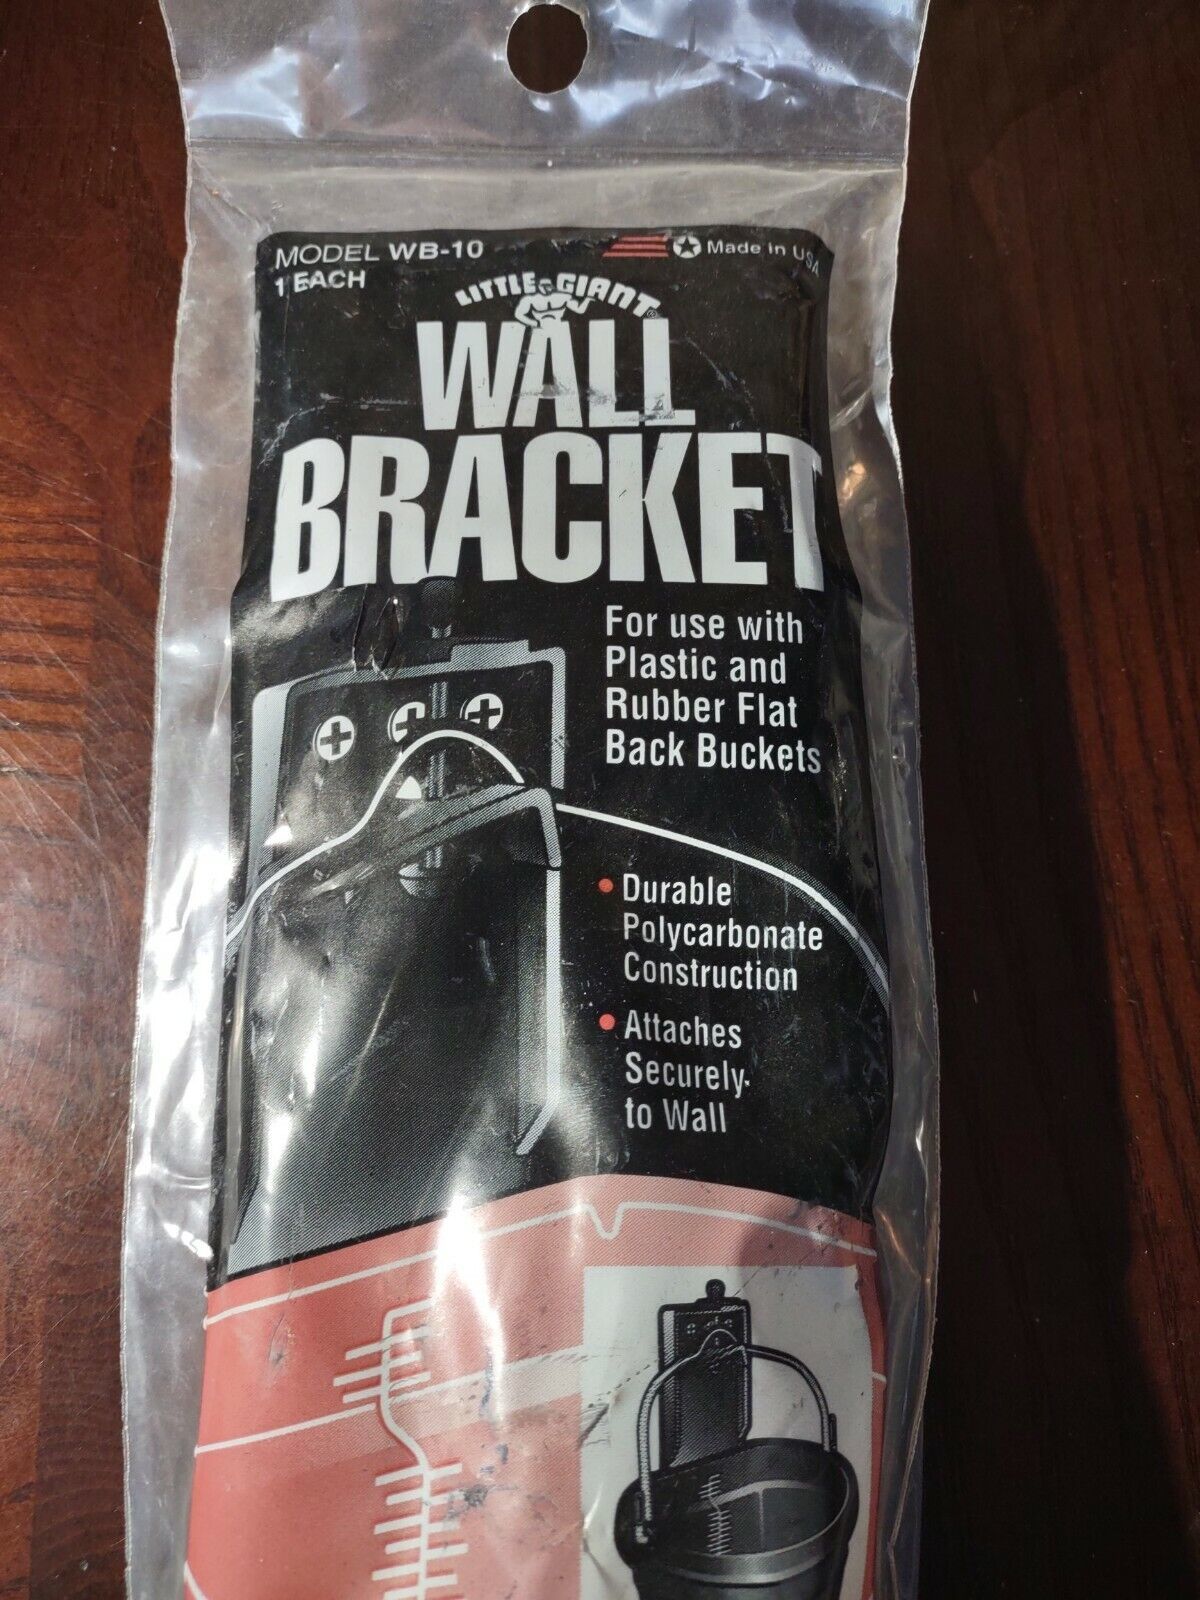 MODEL WB-10
1 EACH
Made in USA
LITTLE GIANT®
WALL
BRACKET
For use with
Plastic and
Rubber Flat
Back Buckets
• Durable
Polycarbonate
Construction
• Attaches
Securely
to Wall